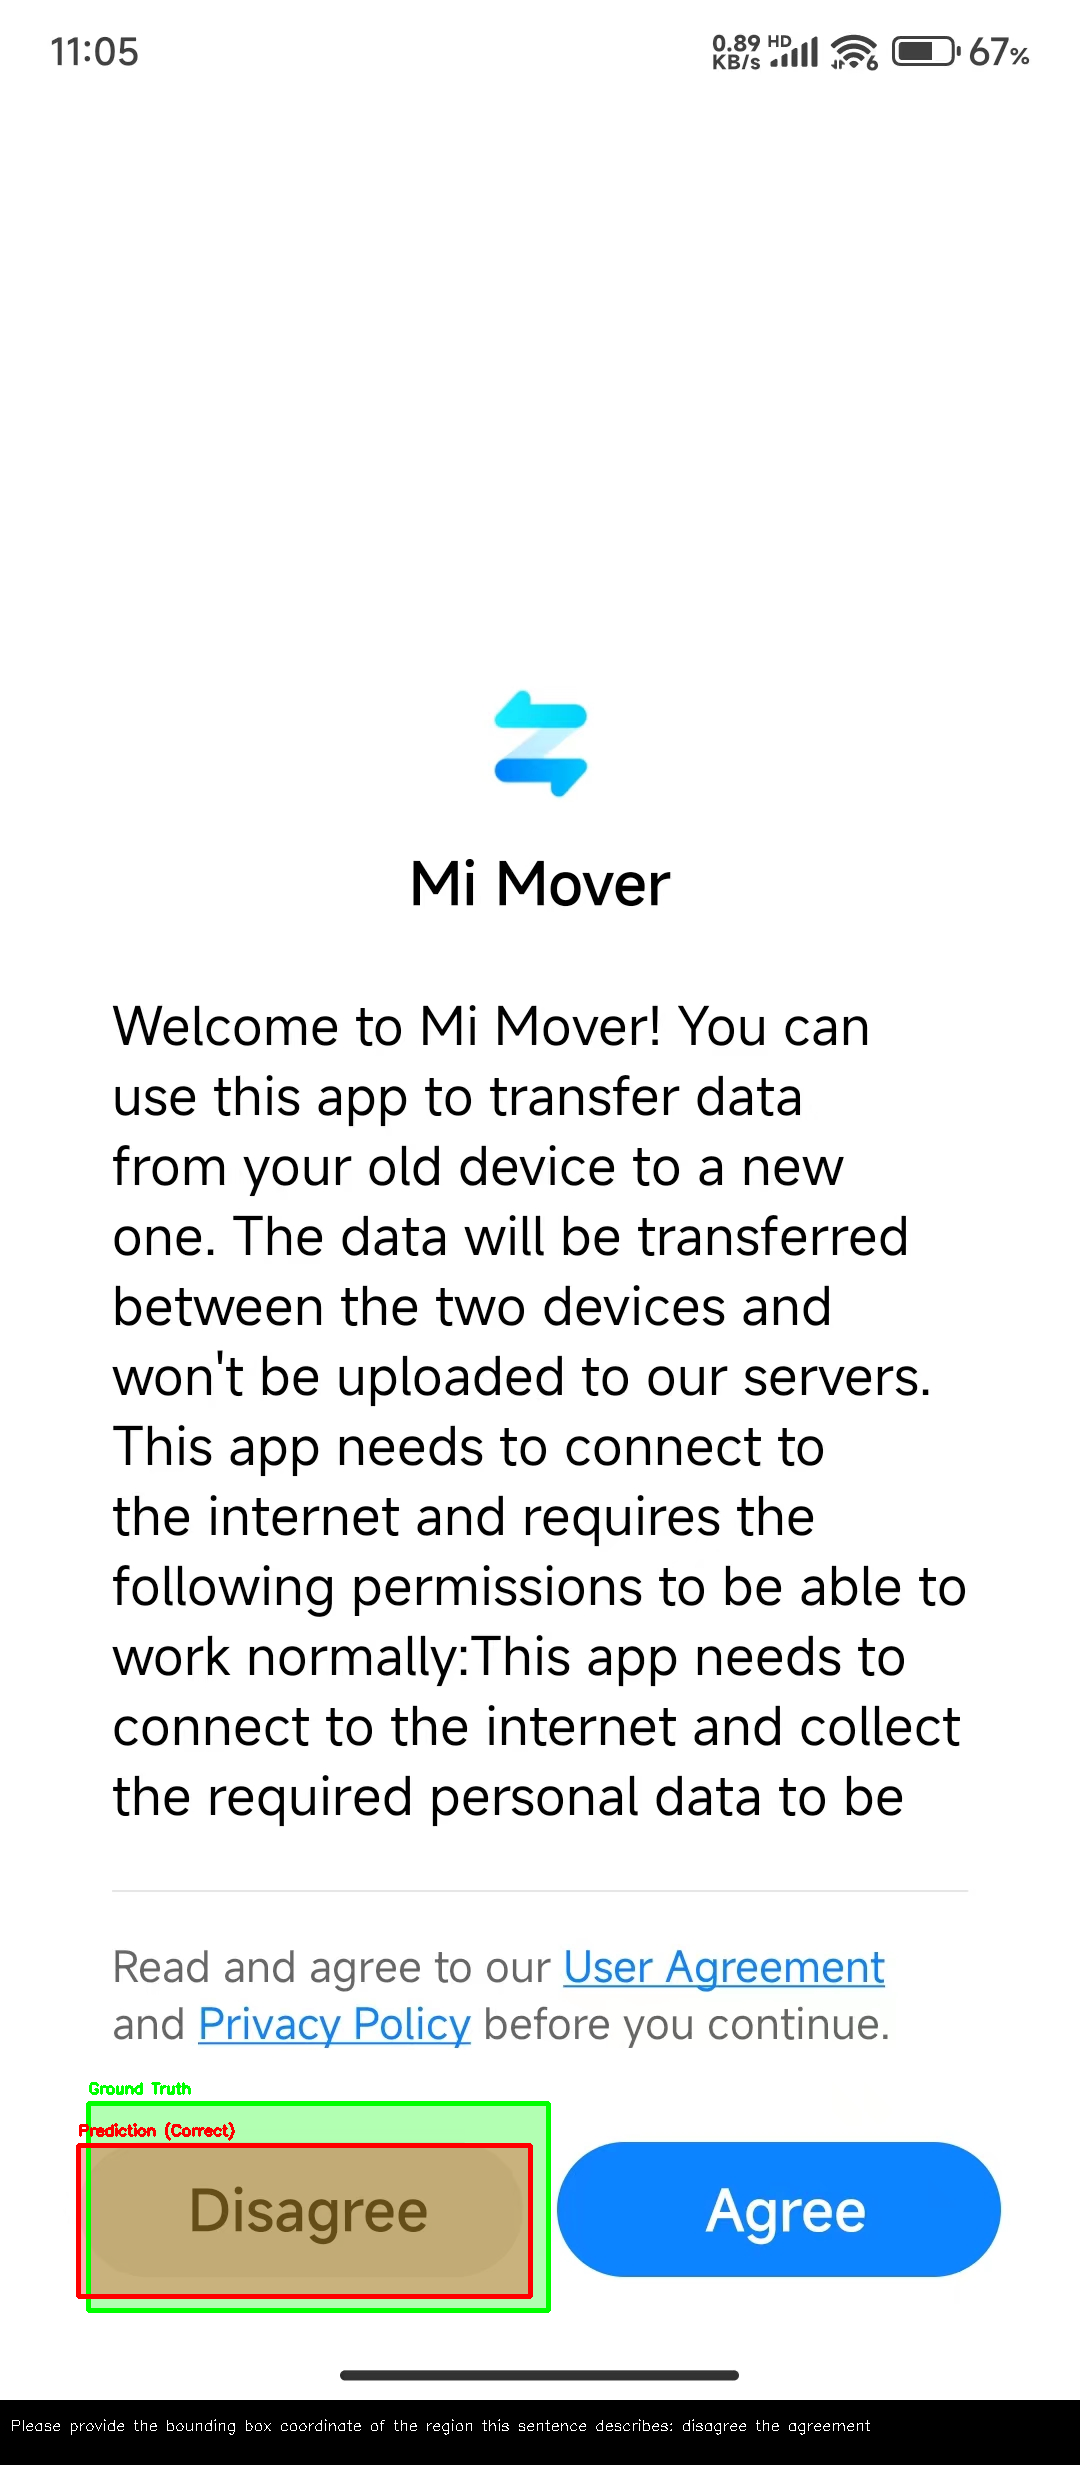 11:05
0.89 KB/s HD 6 67%
Mi Mover
Welcome to Mi Mover! You can
use this app to transfer data
from your old device to a new
one. The data will be transferred
between the two devices and
won't be uploaded to our servers.
This app needs to connect to
the internet and requires the
following permissions to be able to
work normally:This app needs to
connect to the internet and collect
the required personal data to be
Read and agree to our User Agreement
and Privacy Policy before you continue.
Ground Truth
Prediction (Correct)
Disagree
Agree
Please provide the bounding box coordinate of the region this sentence describes: disagree the agreement